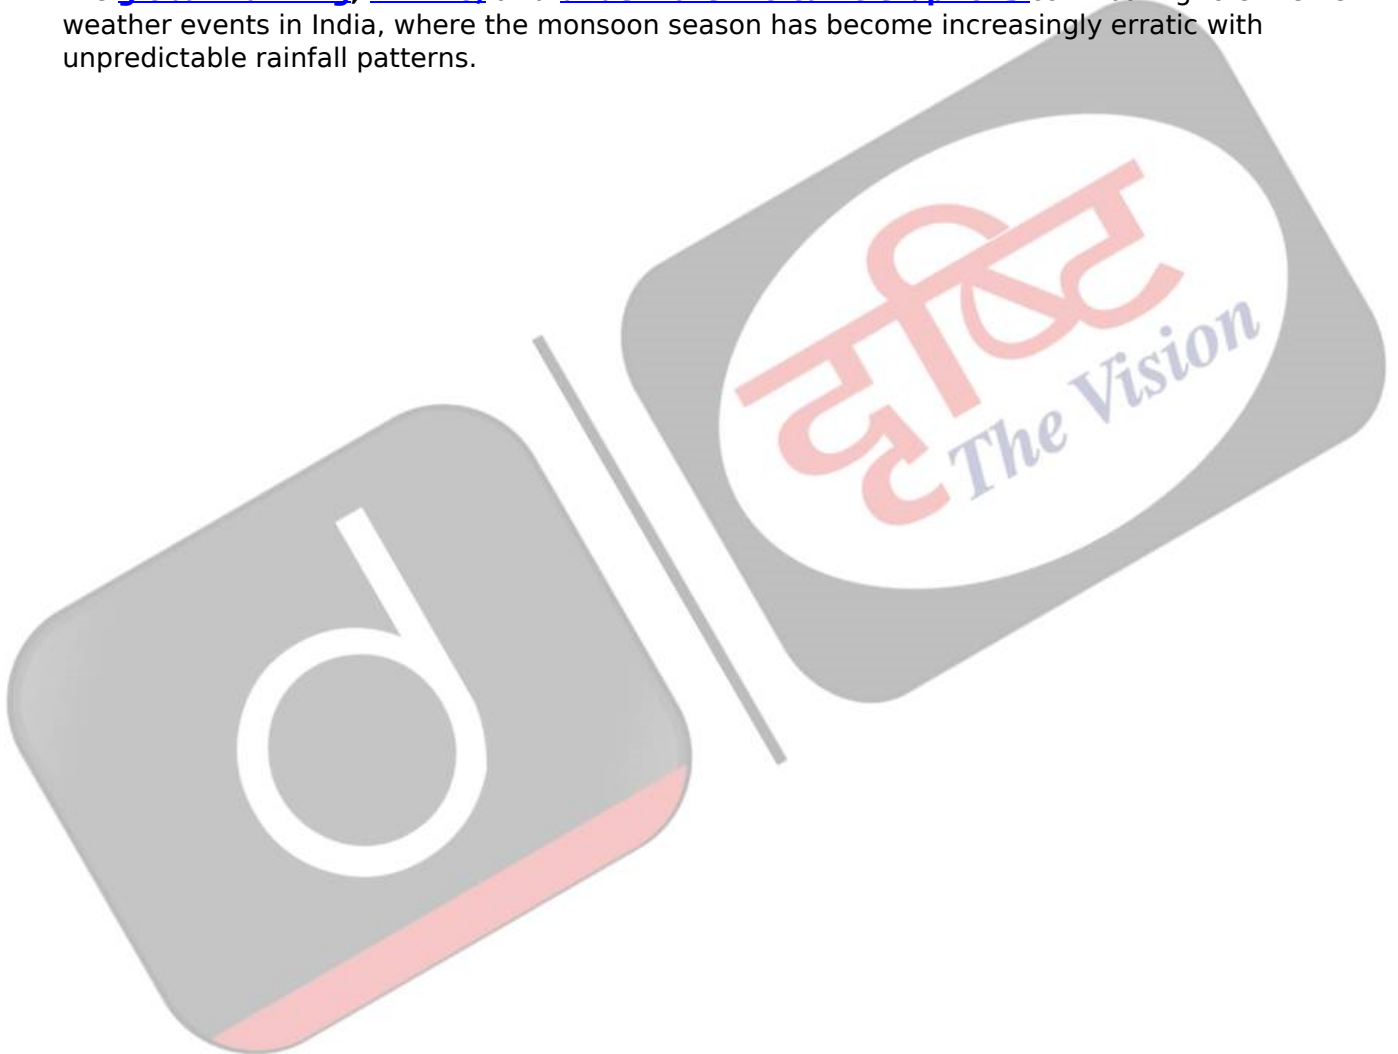 weather events in India, where the monsoon season has become increasingly erratic with
unpredictable rainfall patterns.
दृष्टि
The Vision
d